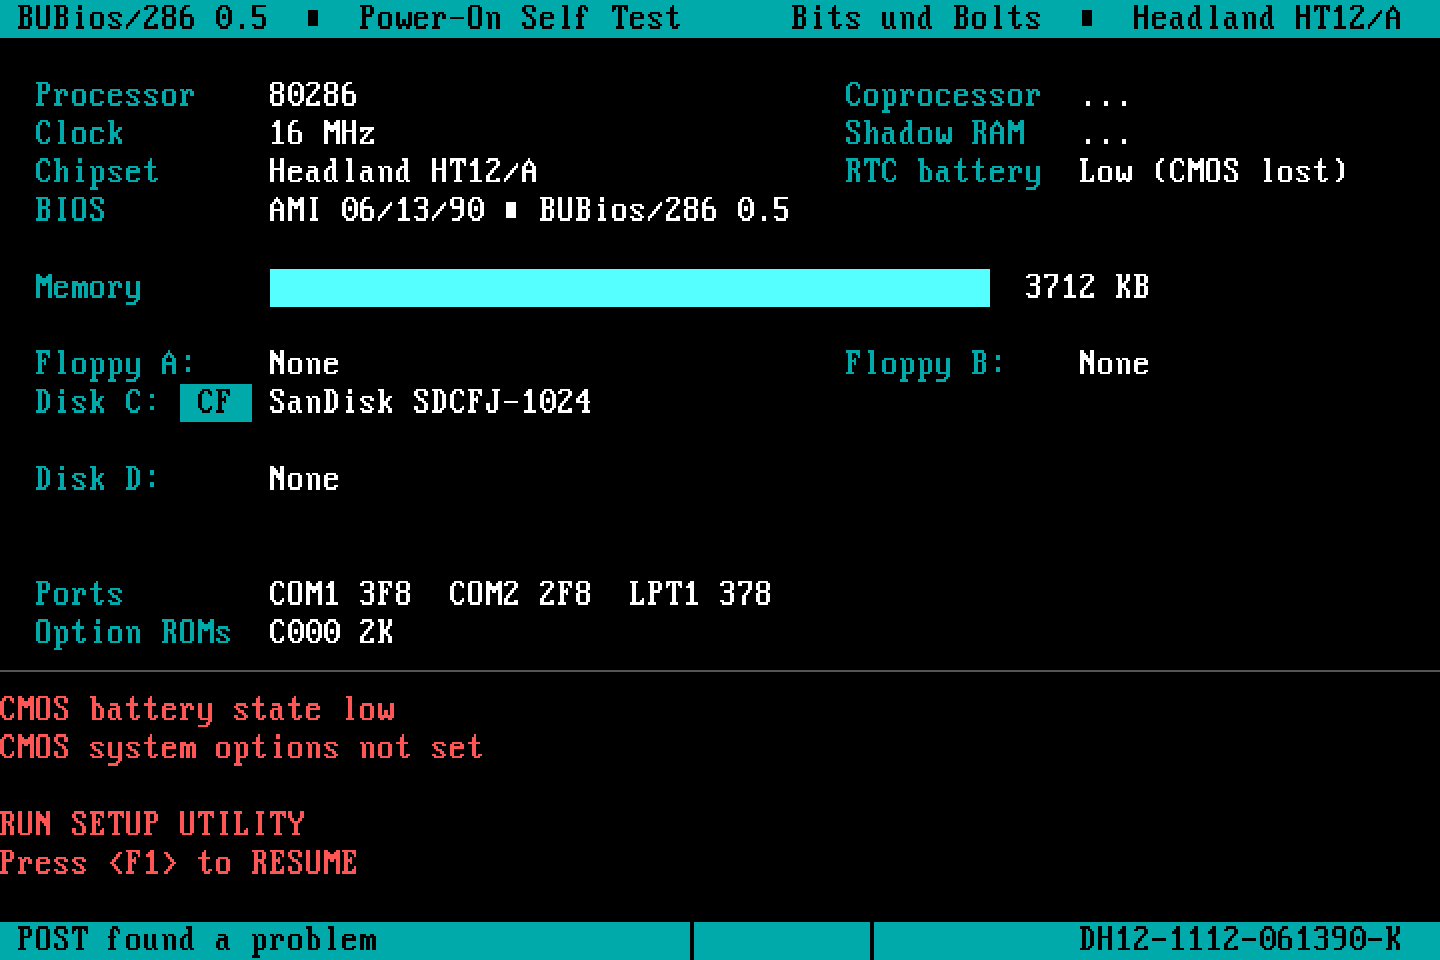 BUBios/286 0.5 ■ Power-On Self Test Bits und Bolts ■ Headland HT12/A
Processor 80286 Coprocessor ...
Clock 16 MHz Shadow RAM ...
Chipset Headland HT12/A RTC battery Low (CMOS lost)
BIOS AMI 06/13/90 ■ BUBios/286 0.5
Memory 3712 KB
Floppy A: None Floppy B: None
Disk C: CF SanDisk SDCFJ-1024
Disk D: None
Ports COM1 3F8 COM2 2F8 LPT1 378
Option ROMs C000 2K
CMOS battery state low
CMOS system options not set
RUN SETUP UTILITY
Press <F1> to RESUME
POST found a problem DH12-1112-061390-K